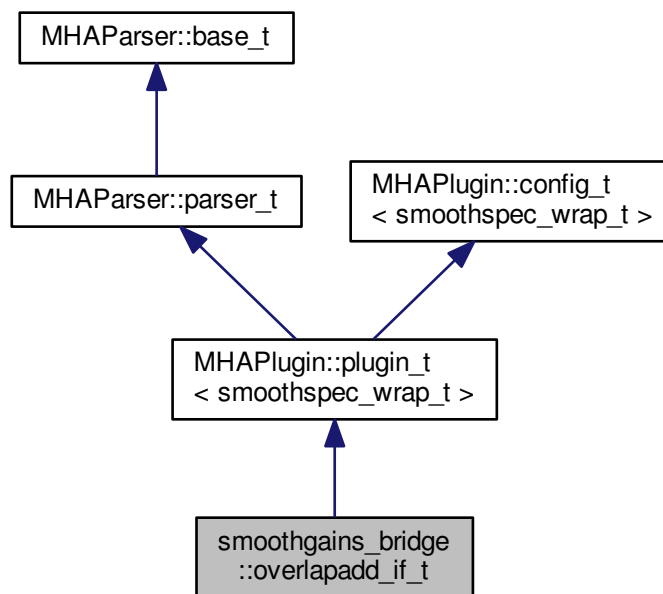 MHAParser::base_t
MHAParser::parser_t
MHAPlugin::config_t
< smoothspec_wrap_t >
MHAPlugin::plugin_t
< smoothspec_wrap_t >
smoothgains_bridge
::overlapadd_if_t